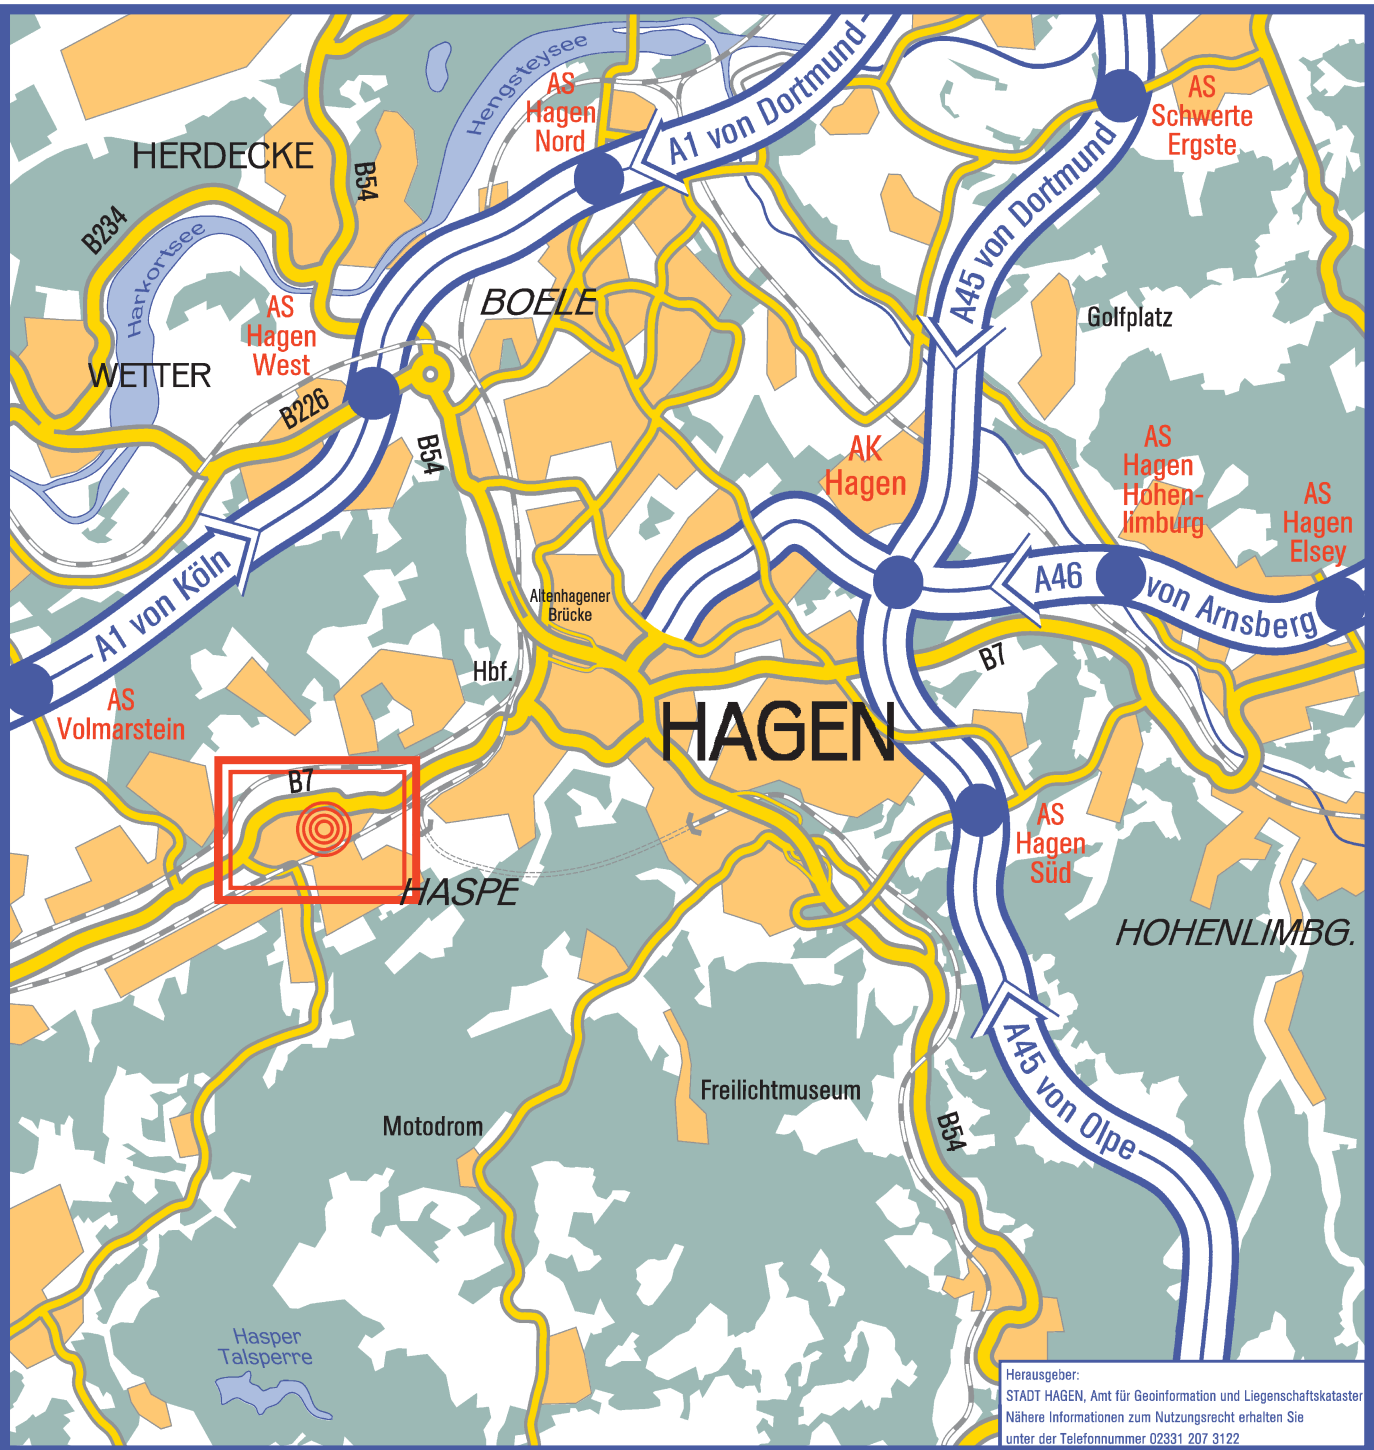 Hengsteysee
A1 von Dortmund
AS
Hagen
Nord
AS
Schwerte
Ergste
HERDECKE
B54
A45 von Dortmund
B234
Harkortsee
AS
Hagen
West
BOELE
Golfplatz
WETTER
B226
B54
AK
Hagen
AS
Hagen
Hohen-
limburg
AS
Hagen
Elsey
A1 von Köln
A46
von Arnsberg
Altenhagener
Brücke
Hbf.
B7
AS
Volmarstein
HAGEN
B7
AS
Hagen
Süd
HASPE
HOHENLIMBG.
A45 von Olpe
Freilichtmuseum
Motodrom
B54
Hasper
Talsperre
Herausgeber:
STADT HAGEN, Amt für Geoinformation und Liegenschaftskataster
Nähere Informationen zum Nutzungsrecht erhalten Sie
unter der Telefonnummer 02331 207 3122